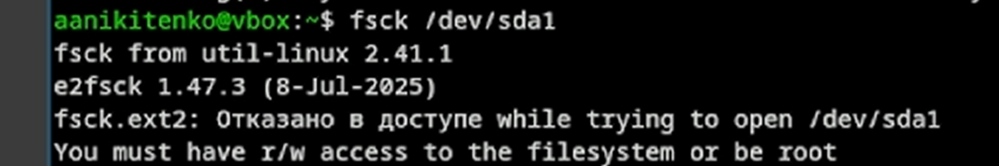 aanikitenko@vbox:~$ fsck /dev/sda1
fsck from util-linux 2.41.1
e2fsck 1.47.3 (8-Jul-2025)
fsck.ext2: Отказано в доступе while trying to open /dev/sda1
You must have r/w access to the filesystem or be root